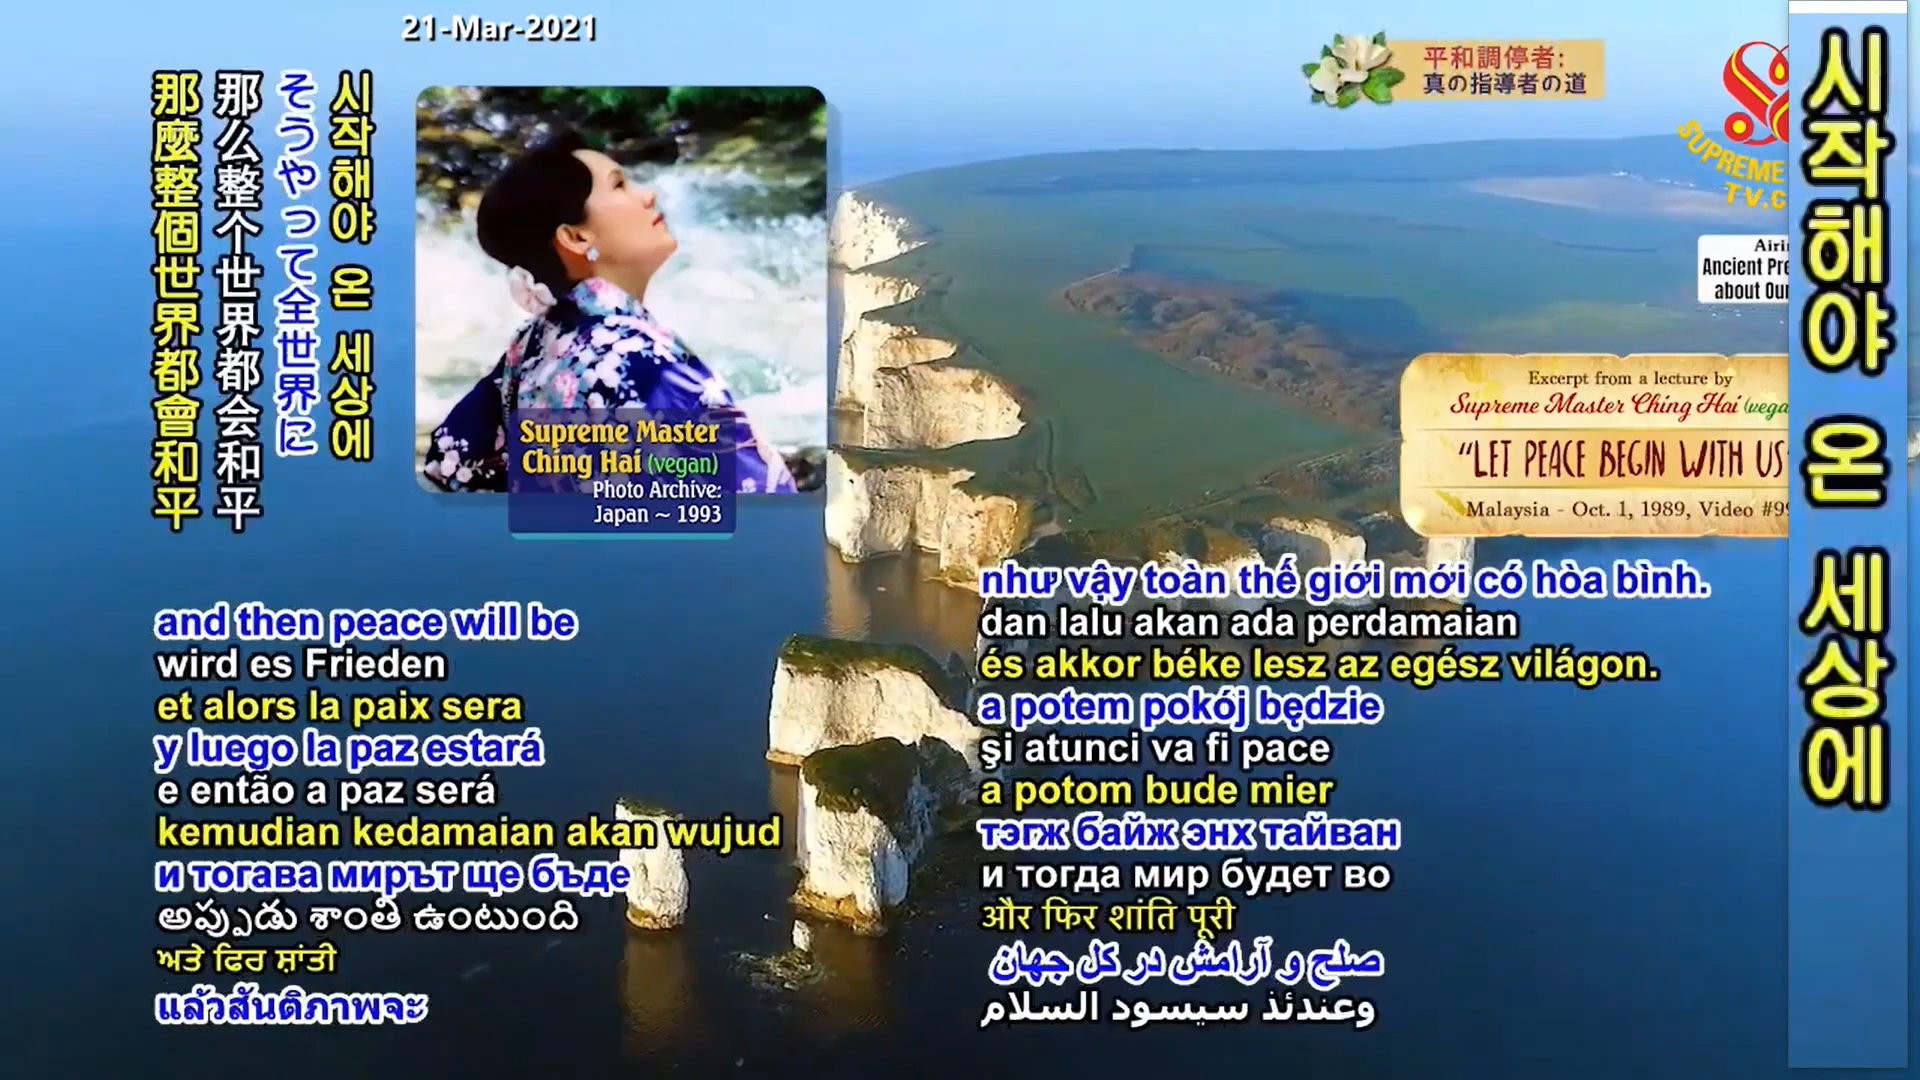 21-Mar-2021
那麼整個世界都會和平
那么整个世界都会和平
そうやって全世界に
시작해야 온 세상에
Supreme Master
Ching Hai (vegan)
Photo Archive:
Japan ~ 1993
平和調停者:
真の指導者の道
SUPREME
TV.C
Ancient
about Our
Excerpt from a lecture by
Supreme Master Ching Hai
"LET PEACE BEGIN WITH US"
Malaysia - Oct. 1, 1989, Video
시작해야 온 세상에
and then peace will be
wird es Frieden
et alors la paix sera
y luego la paz estará
e então a paz será
kemudian kedamaian akan wujud
и тогава мирът ще бъде
అప్పుడు శాంతి ఉంటుంది
ਅਤੇ ਫਿਰ ਸ਼ਾਂਤੀ
แล้วสันติภาพจะ
như vậy toàn thế giới mới có hòa bình.
dan lalu akan ada perdamaian
és akkor béke lesz az egész világon.
a potem pokój będzie
şi atunci va fi pace
a potom bude mier
тэгж байж энх тайван
и тогда мир будет во
और फिर शांति पूरी
صلح و آرامش در کل جهان
وعندئذ سيسود السلام